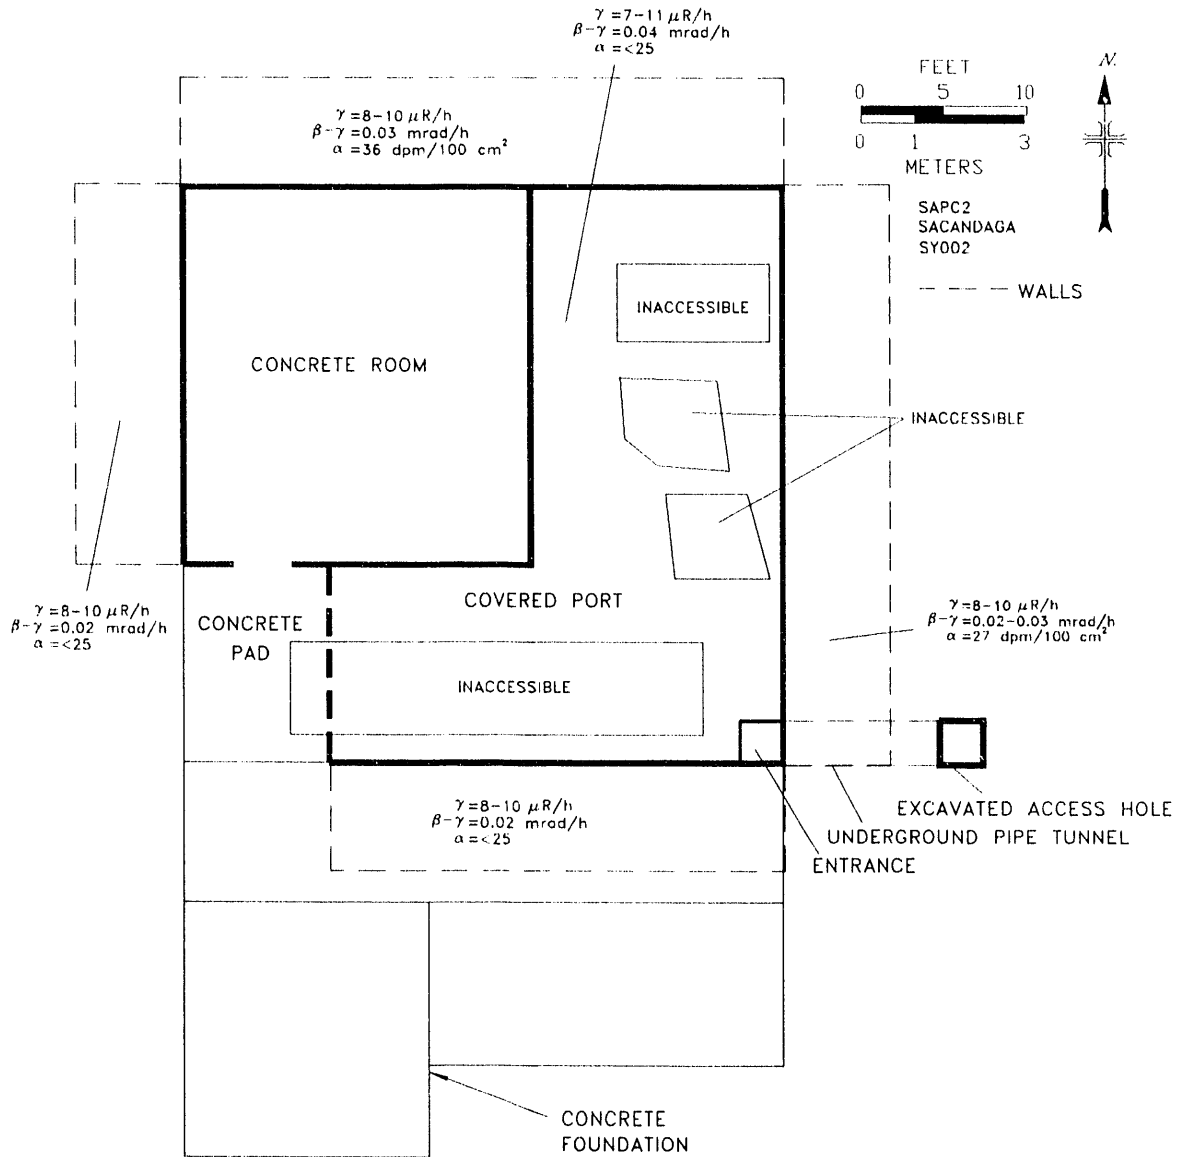 γ=7-11 μR/h
β-γ=0.04 mrad/h
α=<25
FEET
0 5 10
0 1 3
METERS
N.
γ=8-10 μR/h
β-γ=0.03 mrad/h
α=36 dpm/100 cm²
SAPC2
SACANDAGA
SY002
WALLS
INACCESSIBLE
CONCRETE ROOM
INACCESSIBLE
γ=8-10 μR/h
β-γ=0.02 mrad/h
α=<25
CONCRETE
PAD
COVERED PORT
γ=8-10 μR/h
β-γ=0.02-0.03 mrad/h
α=27 dpm/100 cm²
INACCESSIBLE
γ=8-10 μR/h
β-γ=0.02 mrad/h
α=<25
EXCAVATED ACCESS HOLE
UNDERGROUND PIPE TUNNEL
ENTRANCE
CONCRETE
FOUNDATION